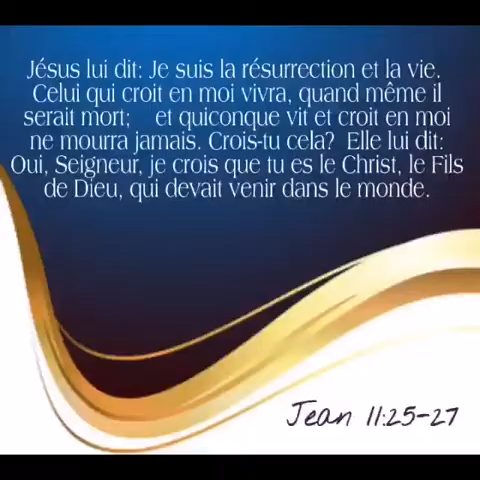 Jésus lui dit: Je suis la résurrection et la vie.
Celui qui croit en moi vivra, quand même il
serait mort; et quiconque vit et croit en moi
ne mourra jamais. Crois-tu cela? Elle lui dit:
Oui, Seigneur, je crois que tu es le Christ, le Fils
de Dieu, qui devait venir dans le monde.
Jean 11:25-27